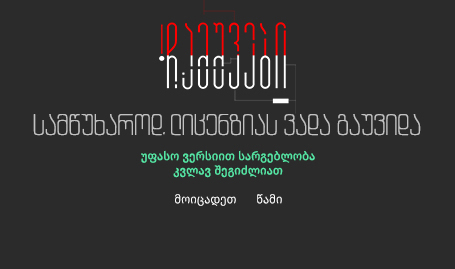 სამწუხაროდ, ლიცენზიას ვადა გაუვიდა
უფასო ვერსიით სარგებლობა
კვლავ შეგიძლიათ
მოიცადეთ წამი